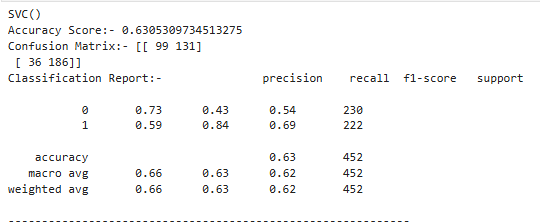 SVC()
Accuracy Score:- 0.6305309734513275
Confusion Matrix:- [[ 99 131]
 [ 36 186]]
Classification Report:-               precision    recall  f1-score   support

           0       0.73      0.43      0.54       230
           1       0.59      0.84      0.69       222

    accuracy                           0.63       452
   macro avg       0.66      0.63      0.62       452
weighted avg       0.66      0.63      0.62       452

-------------------------------------------------------------